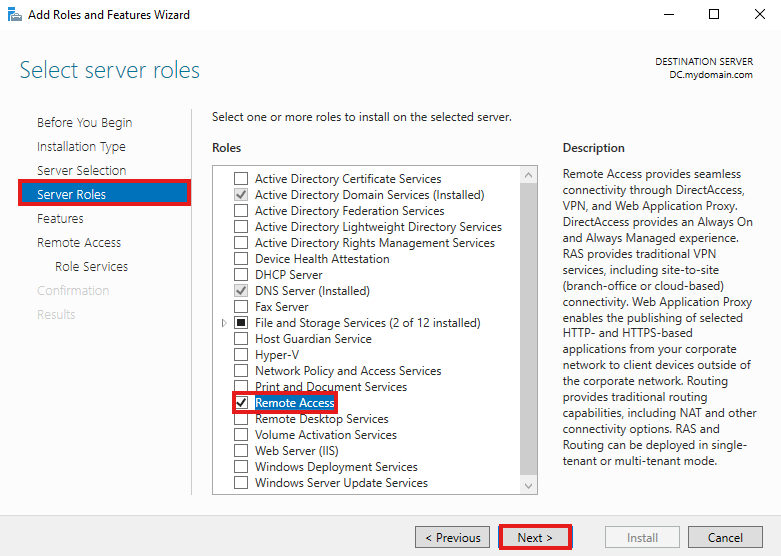 Add Roles and Features Wizard
Select server roles
DESTINATION SERVER
DC.mydomain.com
Before You Begin
Installation Type
Server Selection
Server Roles
Features
Remote Access
Role Services
Confirmation
Results
Select one or more roles to install on the selected server.
Roles
Active Directory Certificate Services
Active Directory Domain Services (Installed)
Active Directory Federation Services
Active Directory Lightweight Directory Services
Active Directory Rights Management Services
Device Health Attestation
DHCP Server
DNS Server (Installed)
Fax Server
File and Storage Services (2 of 12 installed)
Host Guardian Service
Hyper-V
Network Policy and Access Services
Print and Document Services
Remote Access
Remote Desktop Services
Volume Activation Services
Web Server (IIS)
Windows Deployment Services
Windows Server Update Services
Description
Remote Access provides seamless
connectivity through DirectAccess,
VPN, and Web Application Proxy.
DirectAccess provides an Always On
and Always Managed experience.
RAS provides traditional VPN
services, including site-to-site
(branch-office or cloud-based)
connectivity. Web Application Proxy
enables the publishing of selected
HTTP- and HTTPS-based
applications from your corporate
network to client devices outside of
the corporate network. Routing
provides traditional routing
capabilities, including NAT and other
connectivity options. RAS and
Routing can be deployed in single-
tenant or multi-tenant mode.
< Previous
Next >
Install
Cancel